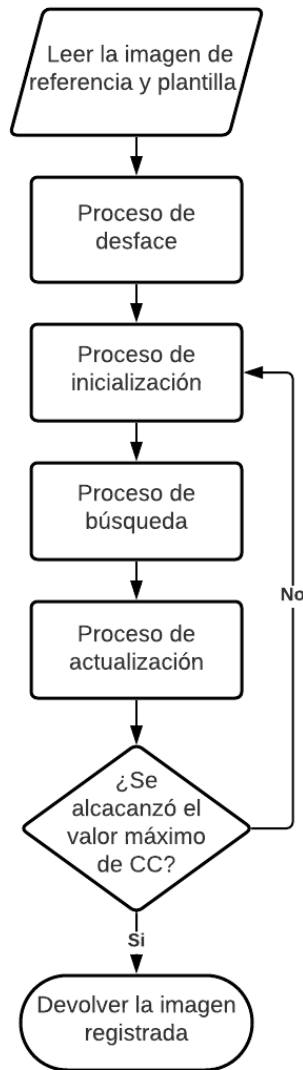 Leer la imagen de
referencia y plantilla
Proceso de
desface
Proceso de
inicialización
Proceso de
búsqueda
No
Proceso de
actualización
¿Se
alcacanzó el
valor máximo
de CC?
Si
Devolver la imagen
registrada